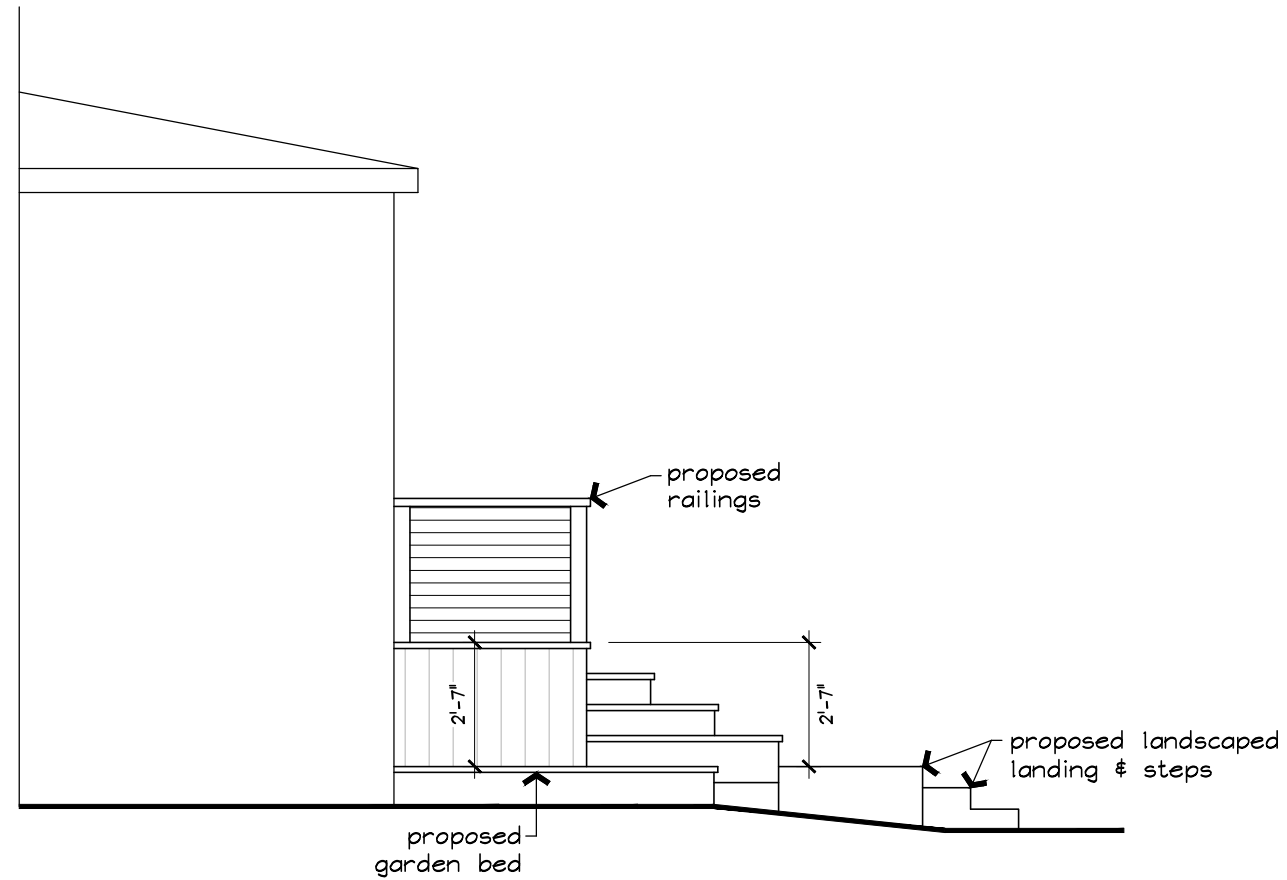 proposed
railings
2'-7"
2'-7"
proposed landscaped
landing & steps
proposed
garden bed